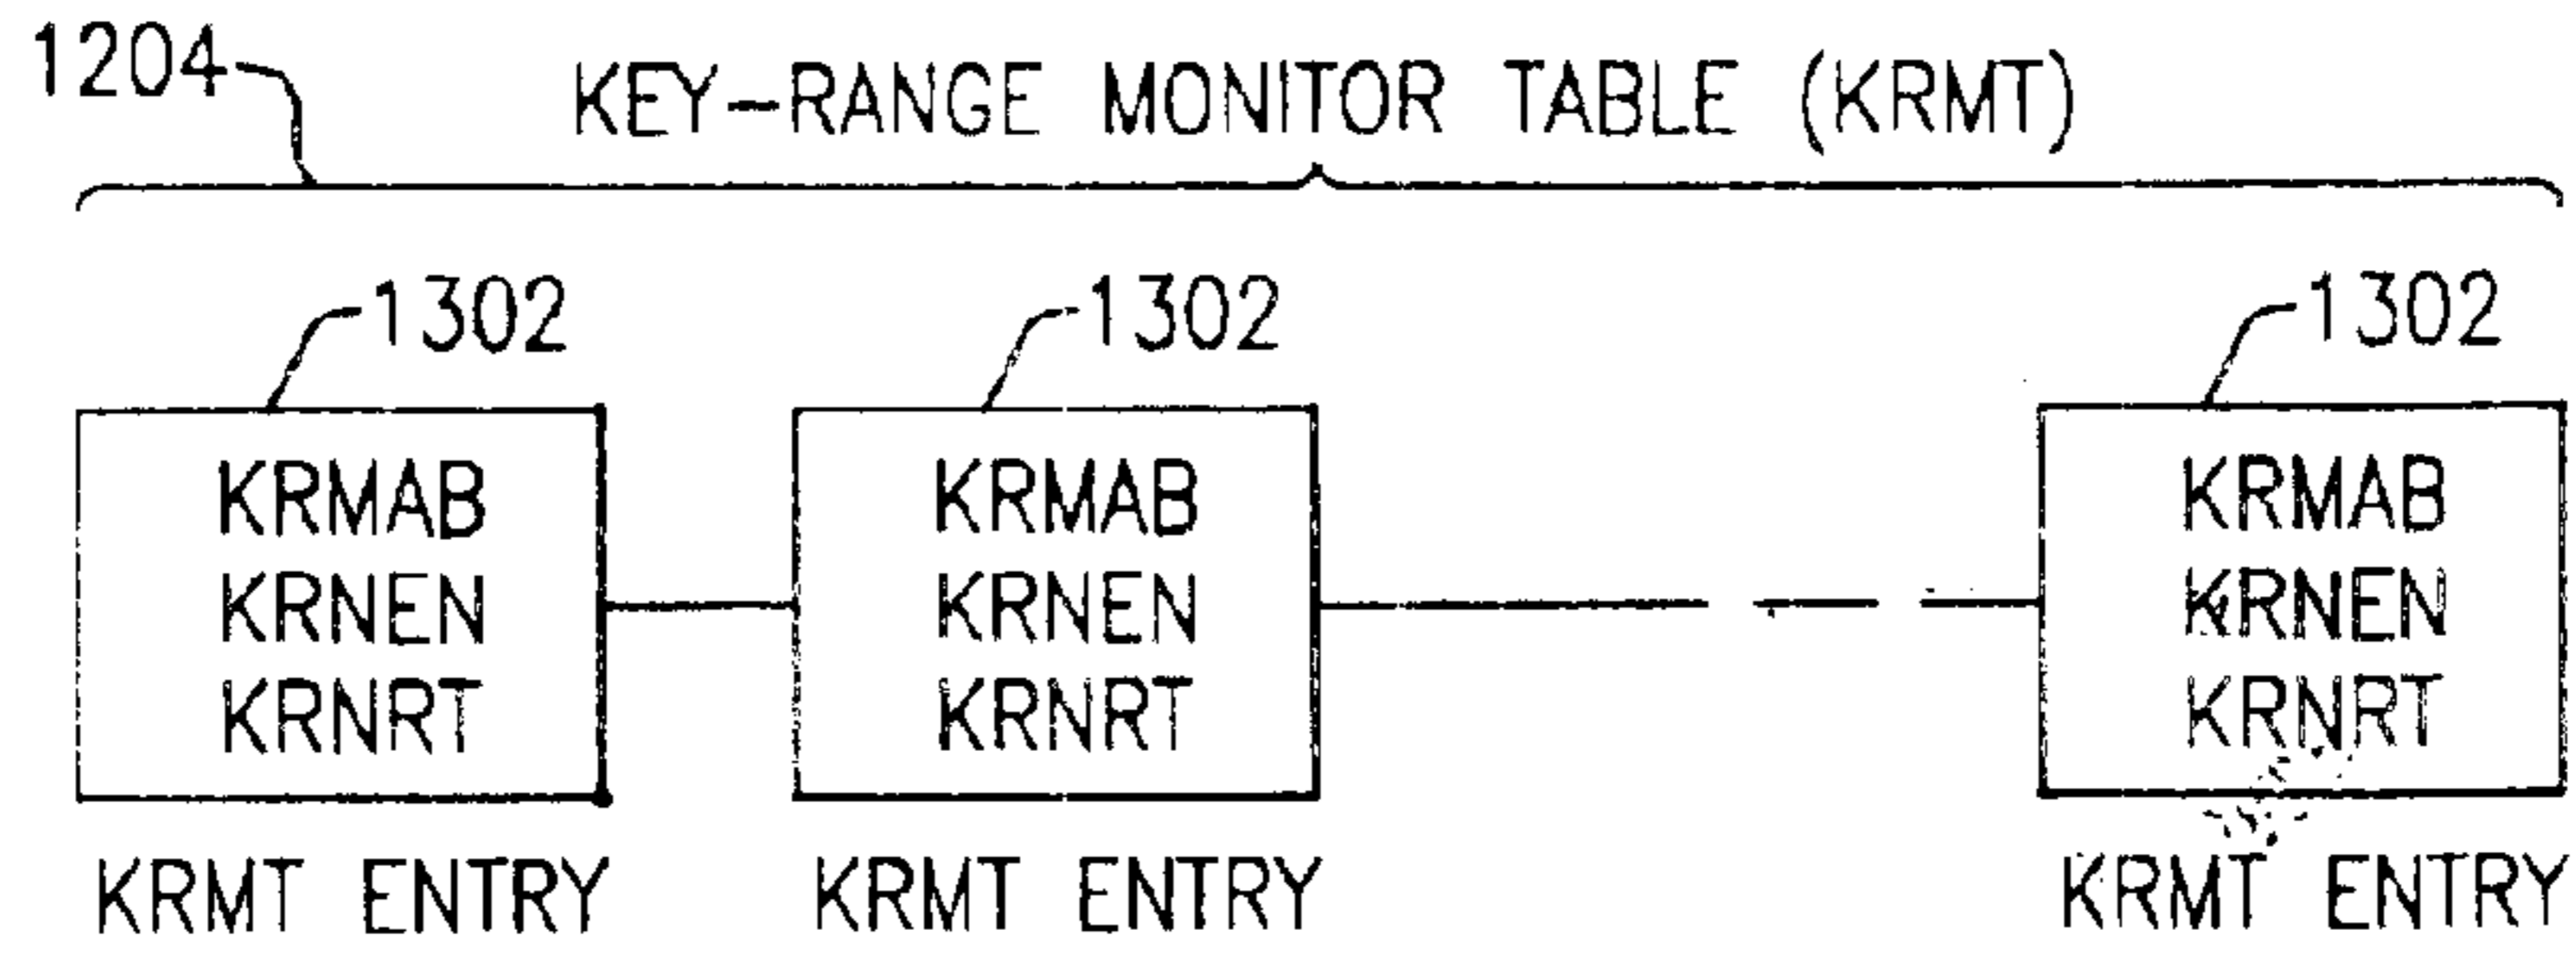 1204
KEY-RANGE MONITOR TABLE (KRMT)
1302 1302 1302
KRMAB KRMAB KRMAB
KRNEN KRNEN KRNEN
KRNRT KRNRT KRNRT
KRMT ENTRY KRMT ENTRY KRMT ENTRY